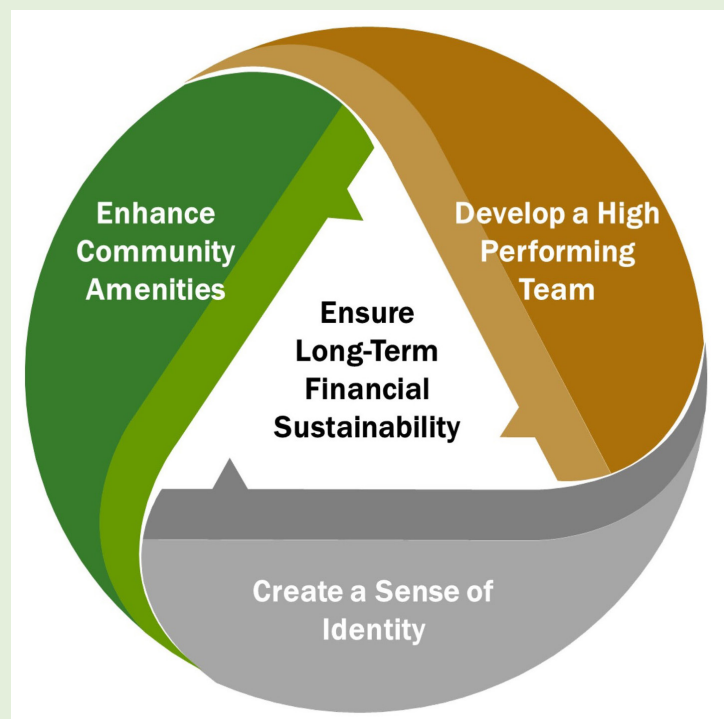 Enhance
Community
Amenities
Develop a High
Performing
Team
Ensure
Long-Term
Financial
Sustainability
Create a Sense of
Identity